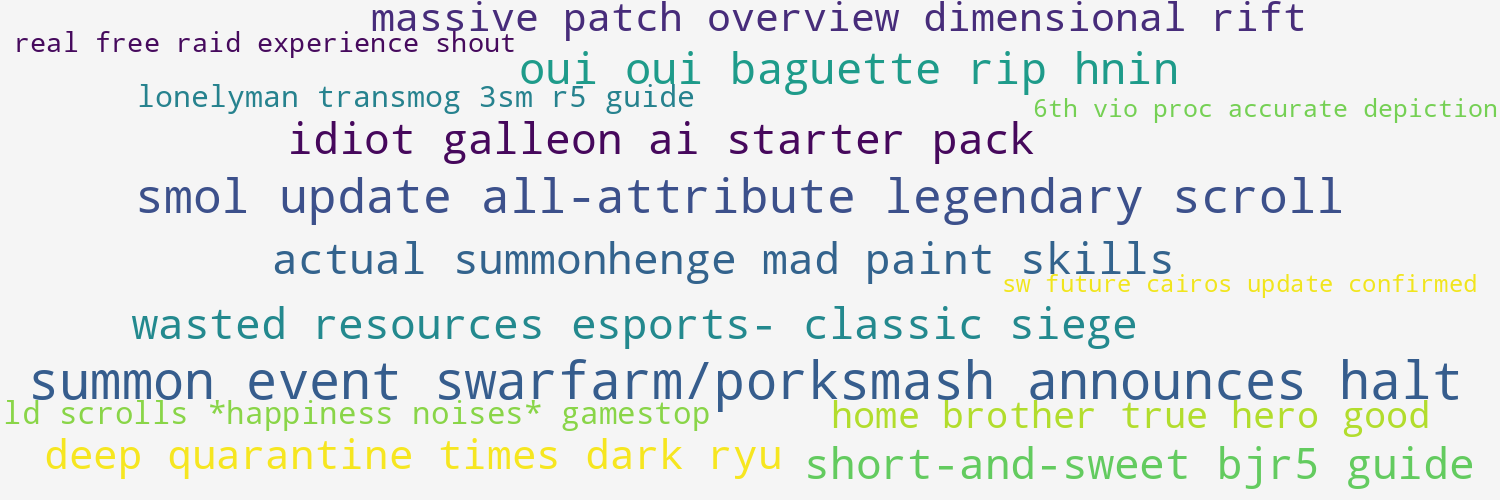 massive patch overview dimensional rift
real free raid experience shout
oui oui baguette rip hnin
lonelyman transmog 3sm r5 guide
6th vio proc accurate depiction
idiot galleon ai starter pack
smol update all-attribute legendary scroll
actual summonhenge mad paint skills
sw future cairos update confirmed
wasted resources esports- classic siege
summon event swarfarm/porksmash announces halt
ld scrolls *happiness noises* gamestop
home brother true hero good
deep quarantine times dark ryu
short-and-sweet bjr5 guide